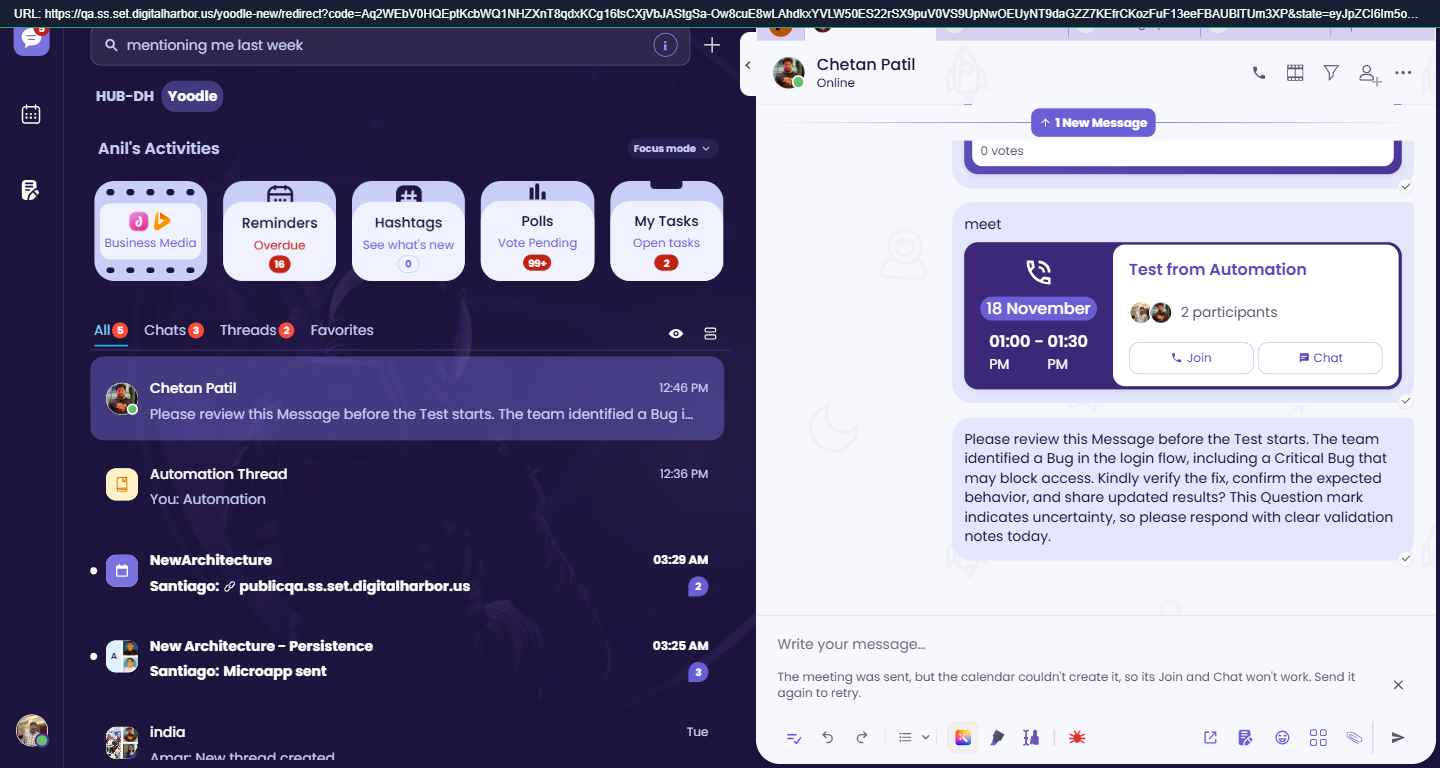 URL: https://qa.ss.set.digitalharbor.us/yoodle-new/redirect?code=Aq2WEbV0HQEptKcbWQ1NHZXnT8qdxKCg16tsCXjVbJAStgSa-Ow8cuE8wLAhdkxYVLW50ES22rSX9puV0VS9UpNwOEUyNT9daGZZ7KEfrCKozFuF13eeFBAUBlTUm3XP&state=eyJpZCI6Im5o...
mentioning me last week
HUB-DH Yoodle
Anil's Activities
Focus mode
Business Media
Reminders
Overdue
16
Hashtags
See what's new
0
Polls
Vote Pending
99+
My Tasks
Open tasks
2
All 5 Chats 3 Threads 2 Favorites
Chetan Patil 12:46 PM
Please review this Message before the Test starts. The team identified a Bug i...
Automation Thread 12:36 PM
You: Automation
NewArchitecture 03:29 AM
Santiago: publicqa.ss.set.digitalharbor.us 2
A
New Architecture - Persistence 03:25 AM
Santiago: Microapp sent 3
india Tue
Amar: New thread created
Chetan Patil
Online
1 New Message
0 votes
meet
18 November
01:00 - 01:30
PM PM
Test from Automation
2 participants
Join Chat
Please review this Message before the Test starts. The team
identified a Bug in the login flow, including a Critical Bug that
may block access. Kindly verify the fix, confirm the expected
behavior, and share updated results? This Question mark
indicates uncertainty, so please respond with clear validation
notes today.
Write your message...
The meeting was sent, but the calendar couldn't create it, so its Join and Chat won't work. Send it
again to retry.